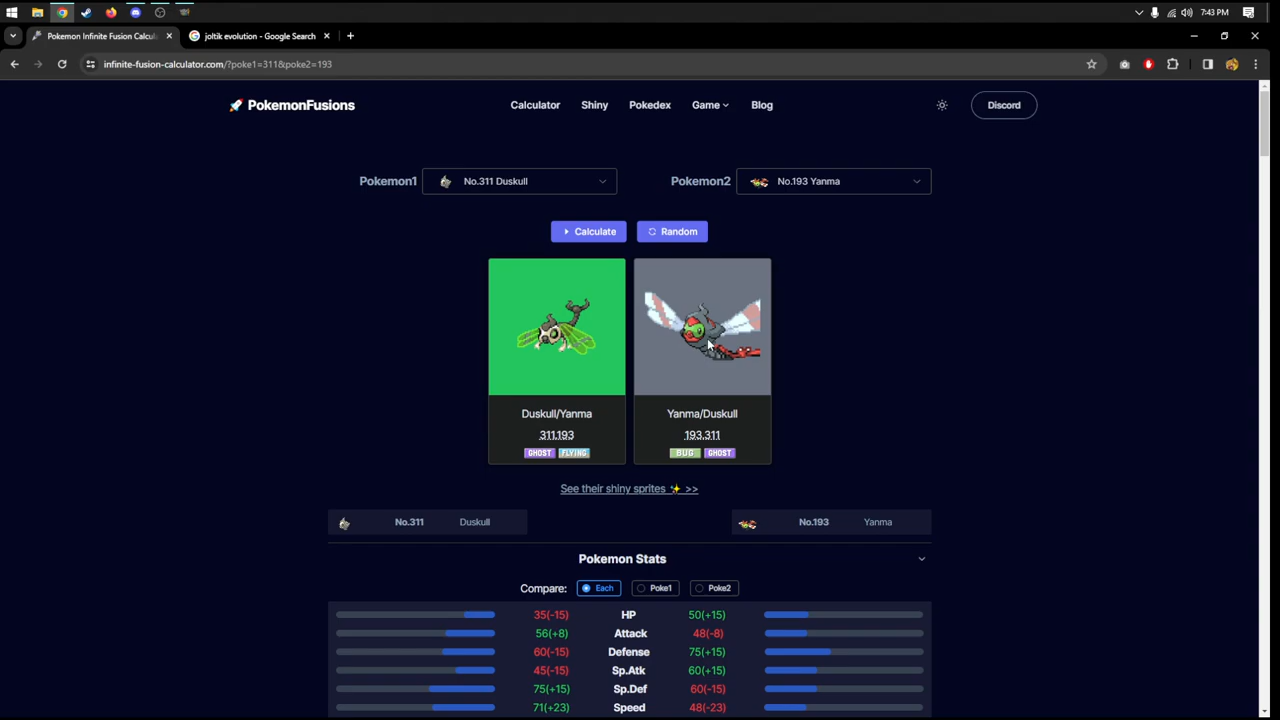 7:43 PM
Pokemon Infinite Fusion Calcula
joltik evolution - Google Search
infinite-fusion-calculator.com/?poke1=311&poke2=193
PokemonFusions
Calculator Shiny Pokedex Game Blog
Discord
Pokemon1 No.311 Duskull Pokemon2 No.193 Yanma
Calculate Random
Duskull/Yanma Yanma/Duskull
311.193 193.311
GHOST FLYING BUG GHOST
See their shiny sprites ✨ >>
No.311 Duskull No.193 Yanma
Pokemon Stats
Compare: Each Poke1 Poke2
35(-15) HP 50(+15)
56(+8) Attack 48(-8)
60(-15) Defense 75(+15)
45(-15) Sp.Atk 60(+15)
75(+15) Sp.Def 60(-15)
71(+23) Speed 48(-23)